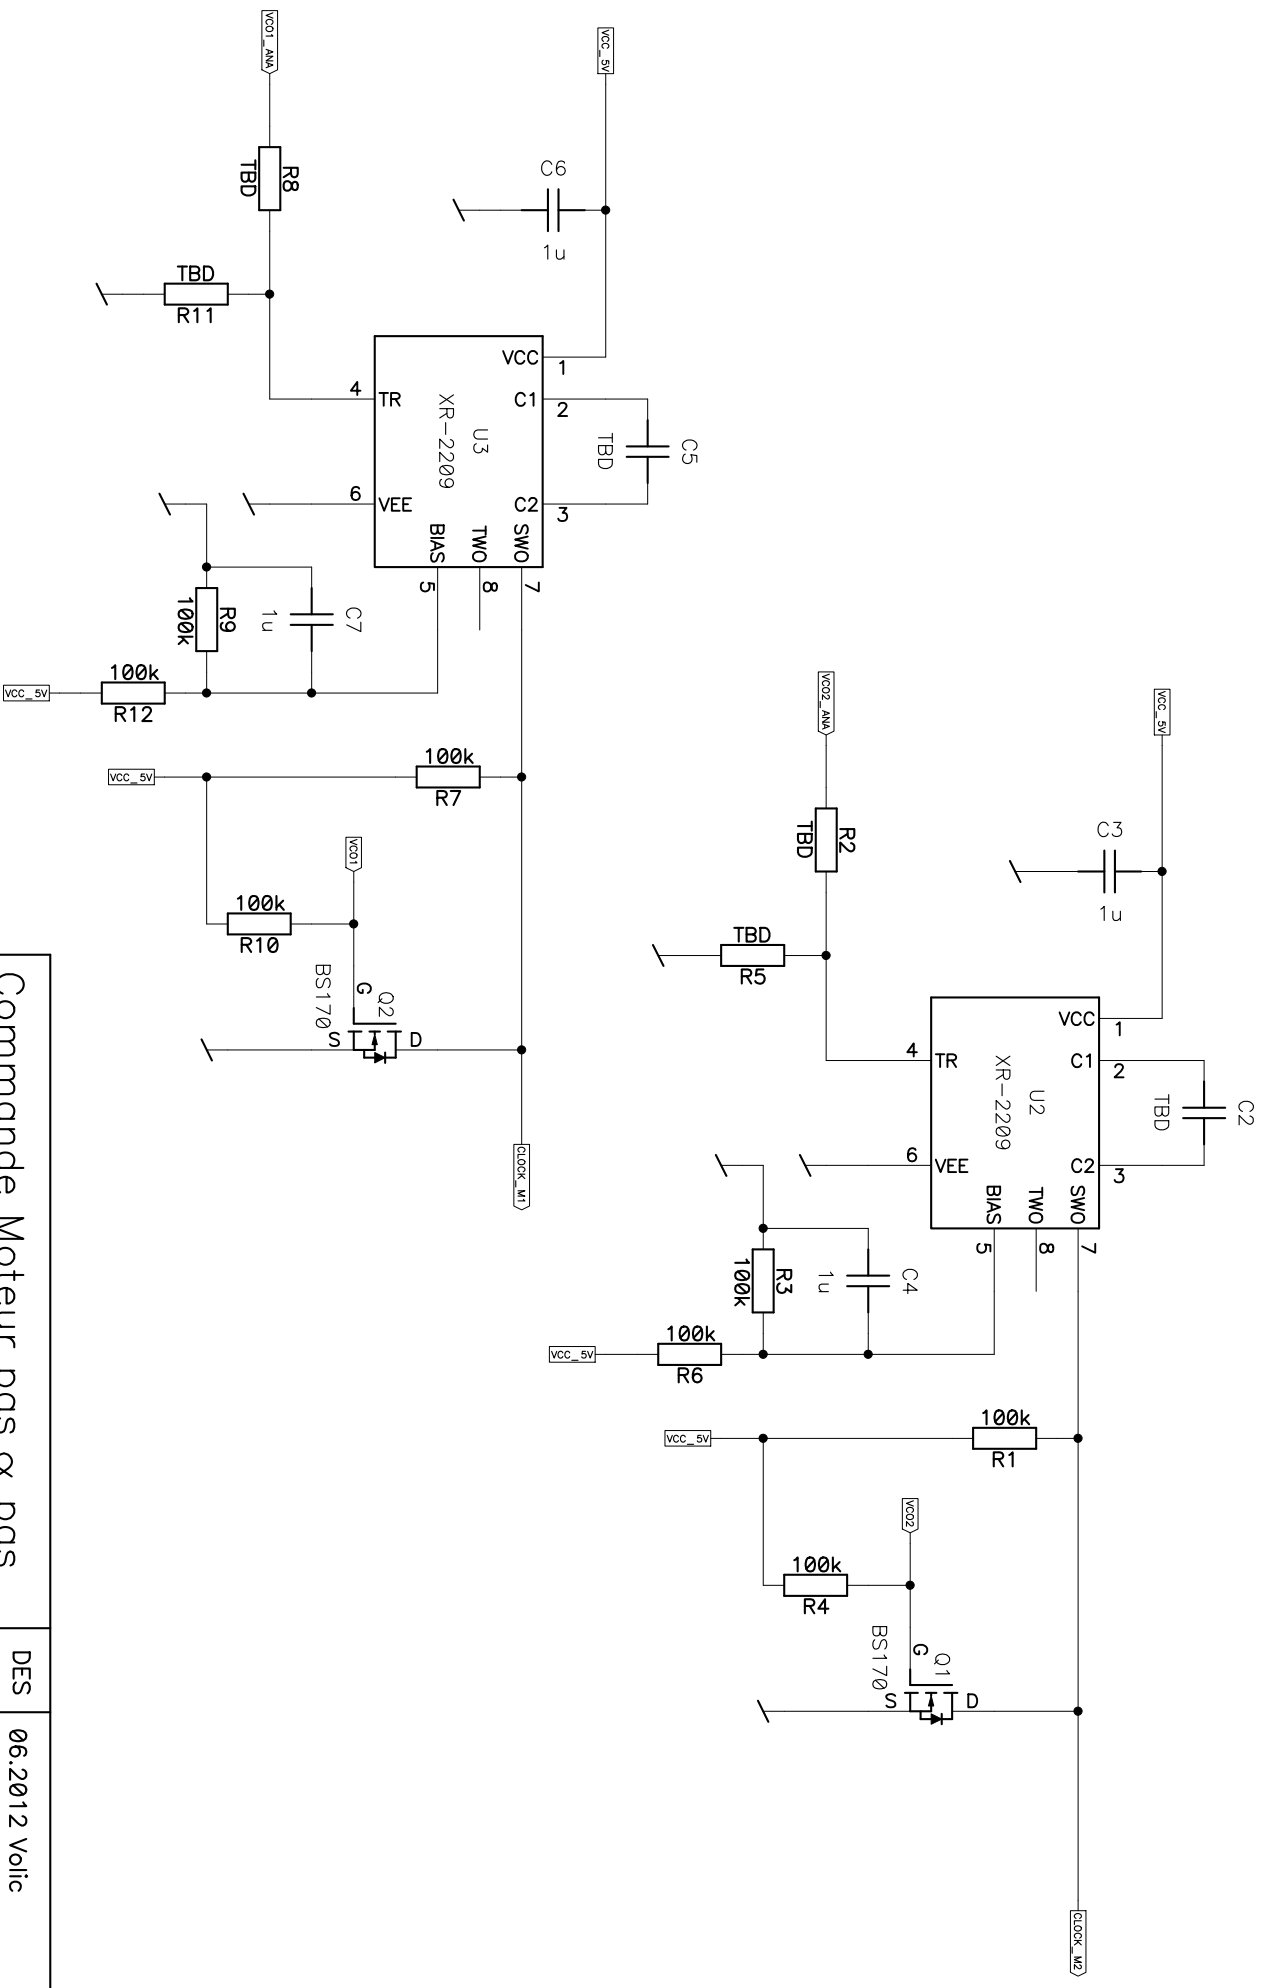 VCC_5V
C6
1u
VCO1_ANA
R8
TBD
TBD
R11
VCC
1
C1
2
C5
TBD
C2
3
4
TR
U3
XR-2209
6
VEE
BIAS
TWO
SWO
5
8
7
C7
1u
R9
100k
100k
R12
VCC_5V
100k
R7
VCC_5V
VCO1
100k
R10
BS170
Q2
G
S
D
CLOCK_M1
VCC_5V
C3
1u
VCO2_ANA
R2
TBD
TBD
R5
VCC
1
C1
2
C2
TBD
C2
3
4
TR
U2
XR-2209
6
VEE
BIAS
TWO
SWO
5
8
7
C4
1u
R3
100k
100k
R6
VCC_5V
100k
R1
VCC_5V
VCO2
100k
R4
BS170
Q1
G
S
D
CLOCK_M2
Commande Moteur pas α pas
DES
06.2012 Volic